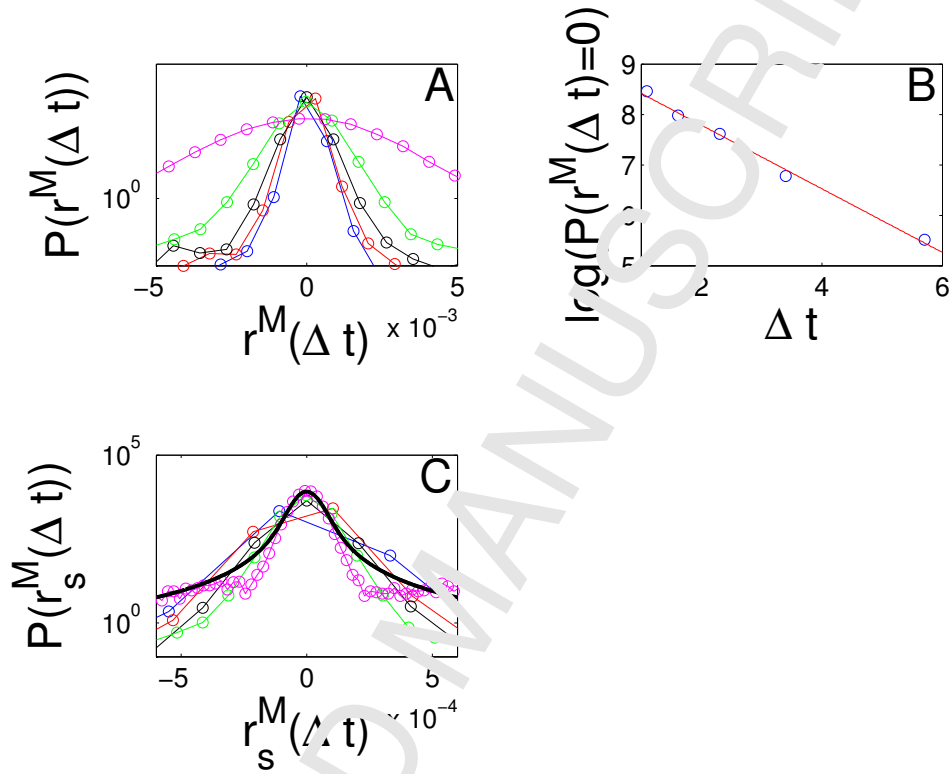 A
P(r^M(Δ t))
10^0
−5 0 5
r^M(Δ t) x 10^−3
B
log(P(r^M(Δ t)=0)
9
8
7
6
5
2 4 6
Δ t
C
P(r_s^M(Δ t))
10^5
10^0
−5 0 5
r_s^M(Δ t) x 10^−4
D MANUSCRI